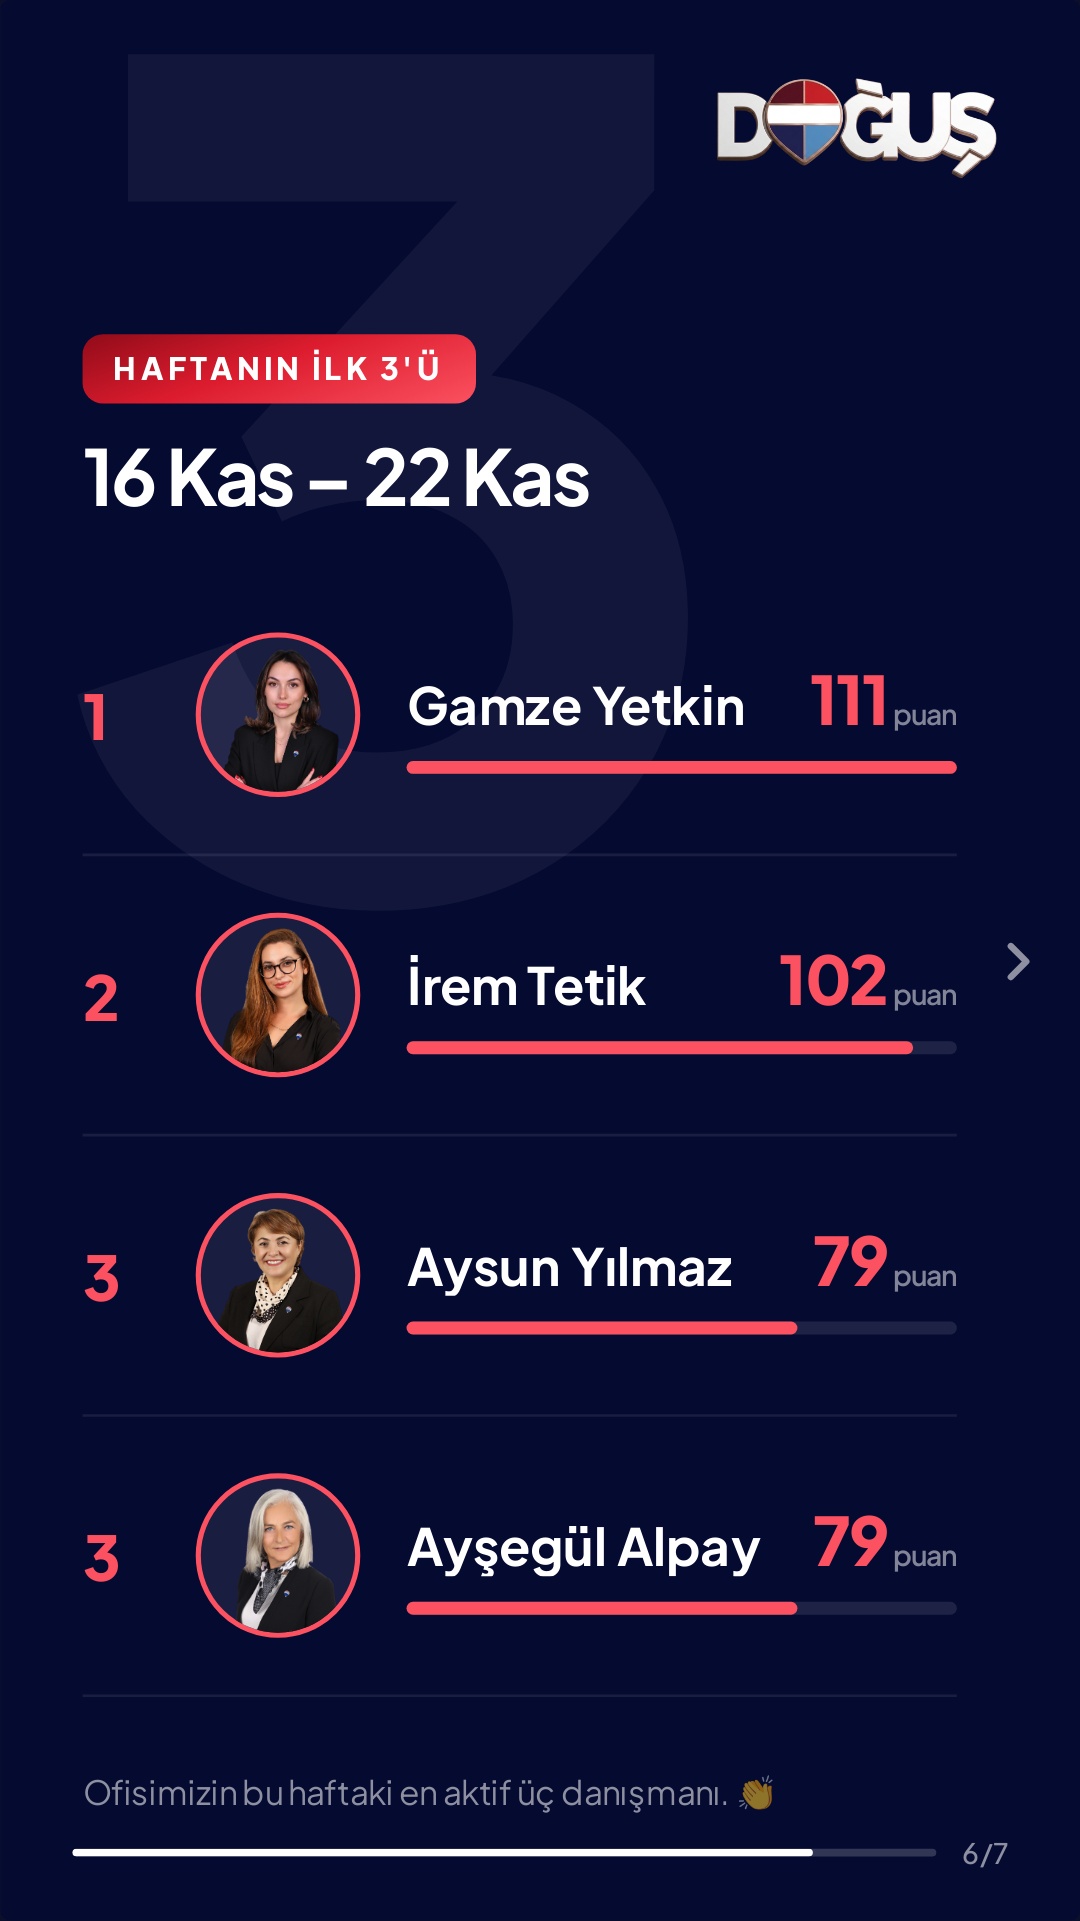 DOĞUŞ
HAFTANIN İLK 3'Ü
16 Kas – 22 Kas
1
Gamze Yetkin
111 puan
2
İrem Tetik
102 puan
3
Aysun Yılmaz
79 puan
3
Ayşegül Alpay
79 puan
Ofisimizin bu haftaki en aktif üç danışmanı. 👏
6/7
3